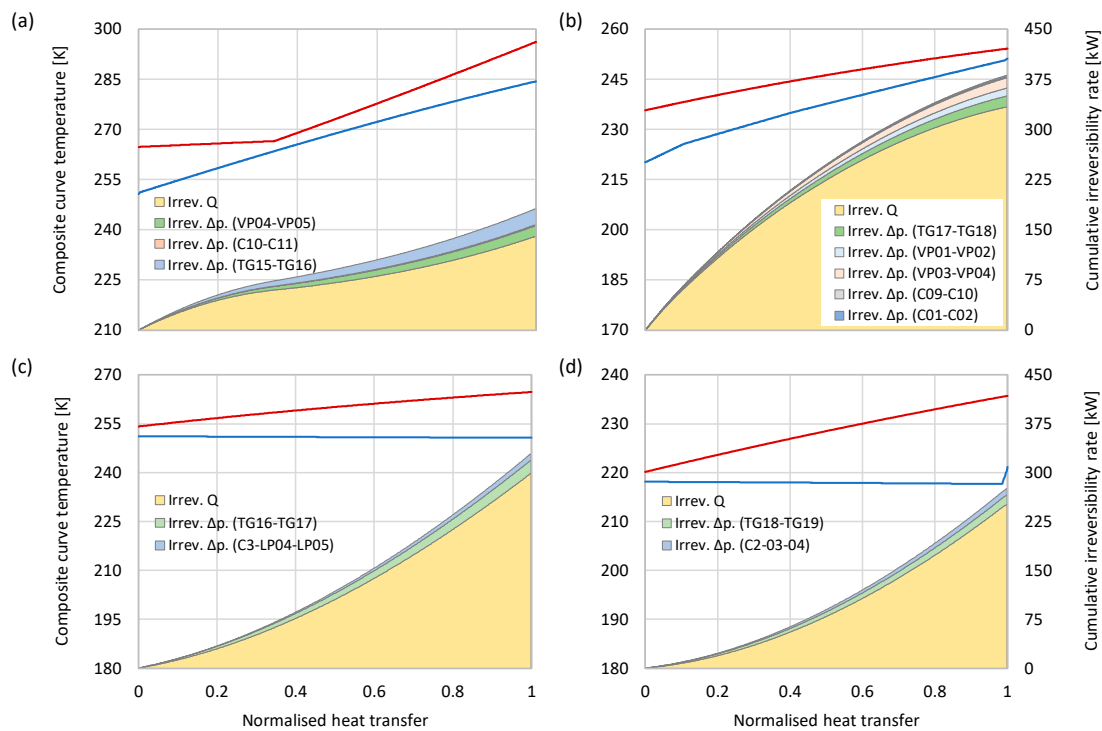 (a)
Composite curve temperature [K]
300
285
270
255
240
225
210
Irrev. Q
Irrev. Δp. (VP04-VP05)
Irrev. Δp. (C10-C11)
Irrev. Δp. (TG15-TG16)
(b)
260
245
230
215
200
185
170
450
375
300
225
150
75
0
Cumulative irreversibility rate [kW]
Irrev. Q
Irrev. Δp. (TG17-TG18)
Irrev. Δp. (VP01-VP02)
Irrev. Δp. (VP03-VP04)
Irrev. Δp. (C09-C10)
Irrev. Δp. (C01-C02)
(c)
Composite curve temperature [K]
270
255
240
225
210
195
180
Irrev. Q
Irrev. Δp. (TG16-TG17)
Irrev. Δp. (C3-LP04-LP05)
0 0.2 0.4 0.6 0.8 1
Normalised heat transfer
(d)
240
230
220
210
200
190
180
450
375
300
225
150
75
0
Cumulative irreversibility rate [kW]
Irrev. Q
Irrev. Δp. (TG18-TG19)
Irrev. Δp. (C2-03-04)
0 0.2 0.4 0.6 0.8 1
Normalised heat transfer